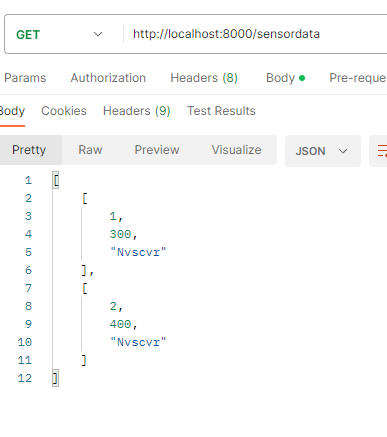 GET http://localhost:8000/sensordata
Params Authorization Headers (8) Body Pre-reque
Body Cookies Headers (9) Test Results
Pretty Raw Preview Visualize JSON
1 [
2 [
3 1,
4 300,
5 "Nvscvr"
6 ],
7 [
8 2,
9 400,
10 "Nvscvr"
11 ]
12 ]